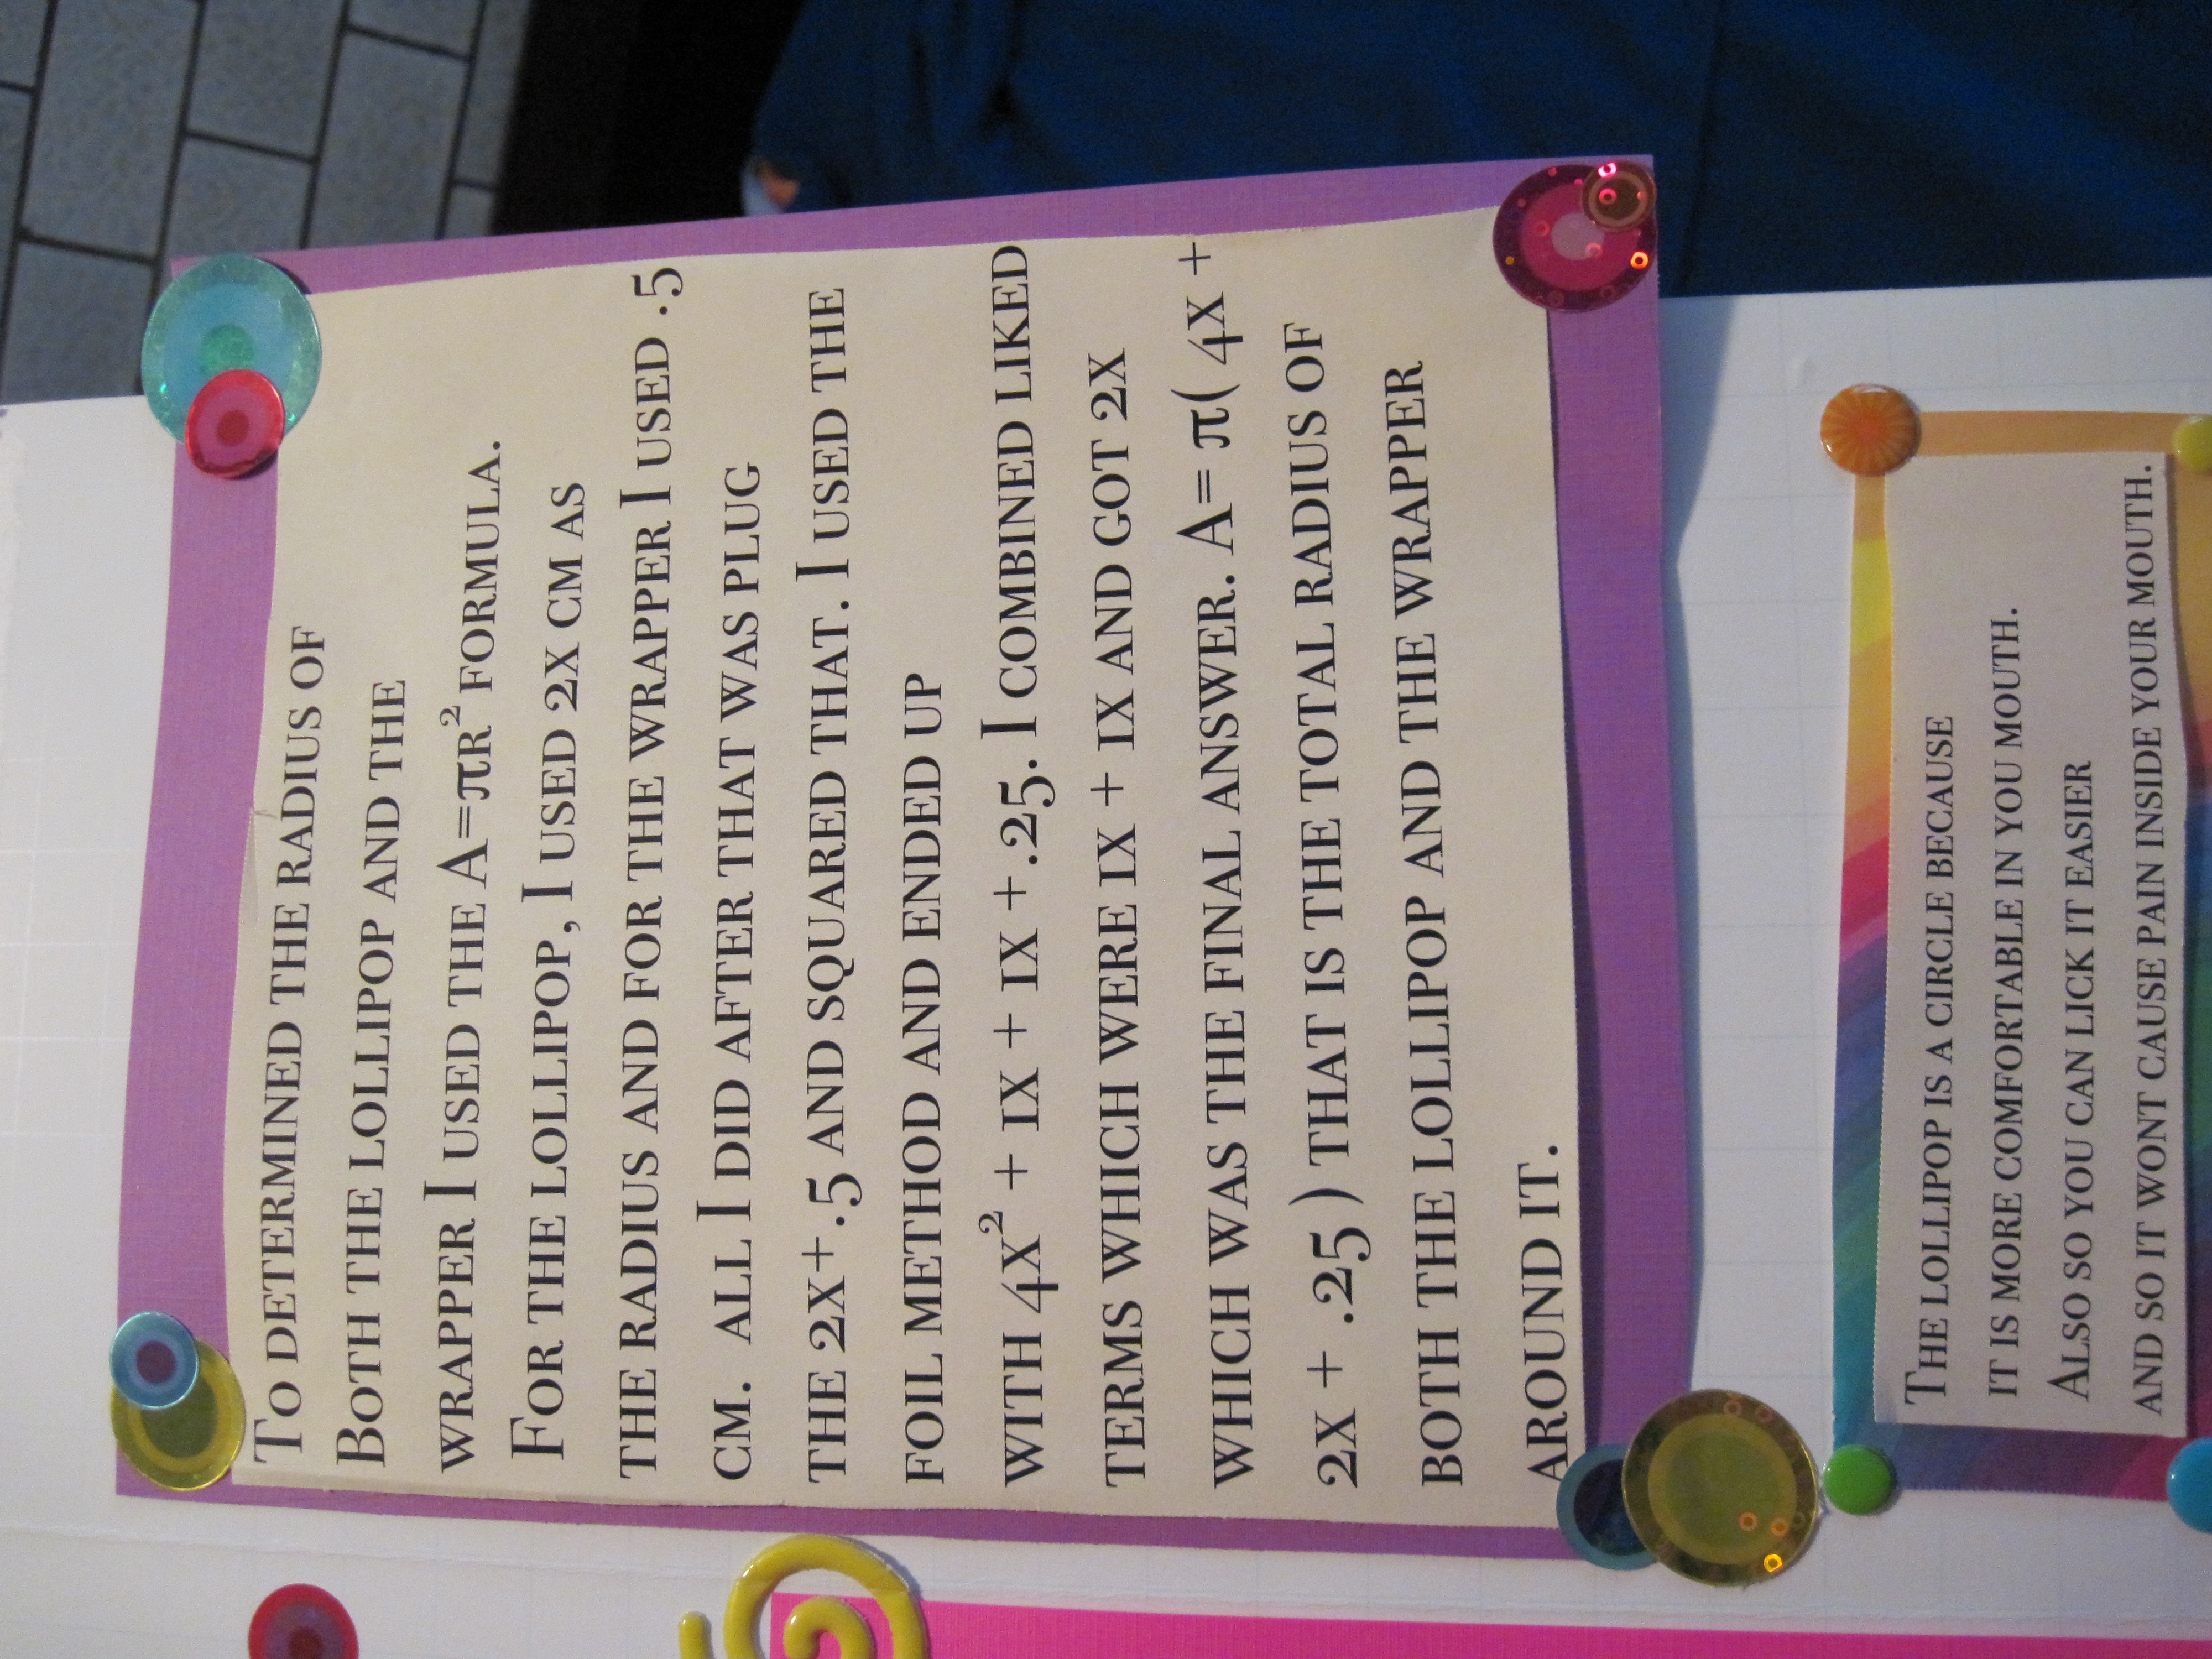 To determined the radius of
Both the lollipop and the
wrapper I used the A=πr² formula.
For the lollipop, I used 2x cm as
the radius and for the wrapper I used .5
cm. all I did after that was plug
the 2x+.5 and squared that. I used the
foil method and ended up
with 4x² + 1x + 1x +.25. I combined liked
terms which were 1x + 1x and got 2x
which was the final answer. A= π( 4x +
2x + .25 ) that is the total radius of
both the lollipop and the wrapper
around it.
The lollipop is a circle because
it is more comfortable in you mouth.
Also so you can lick it easier
and so it wont cause pain inside your mouth.